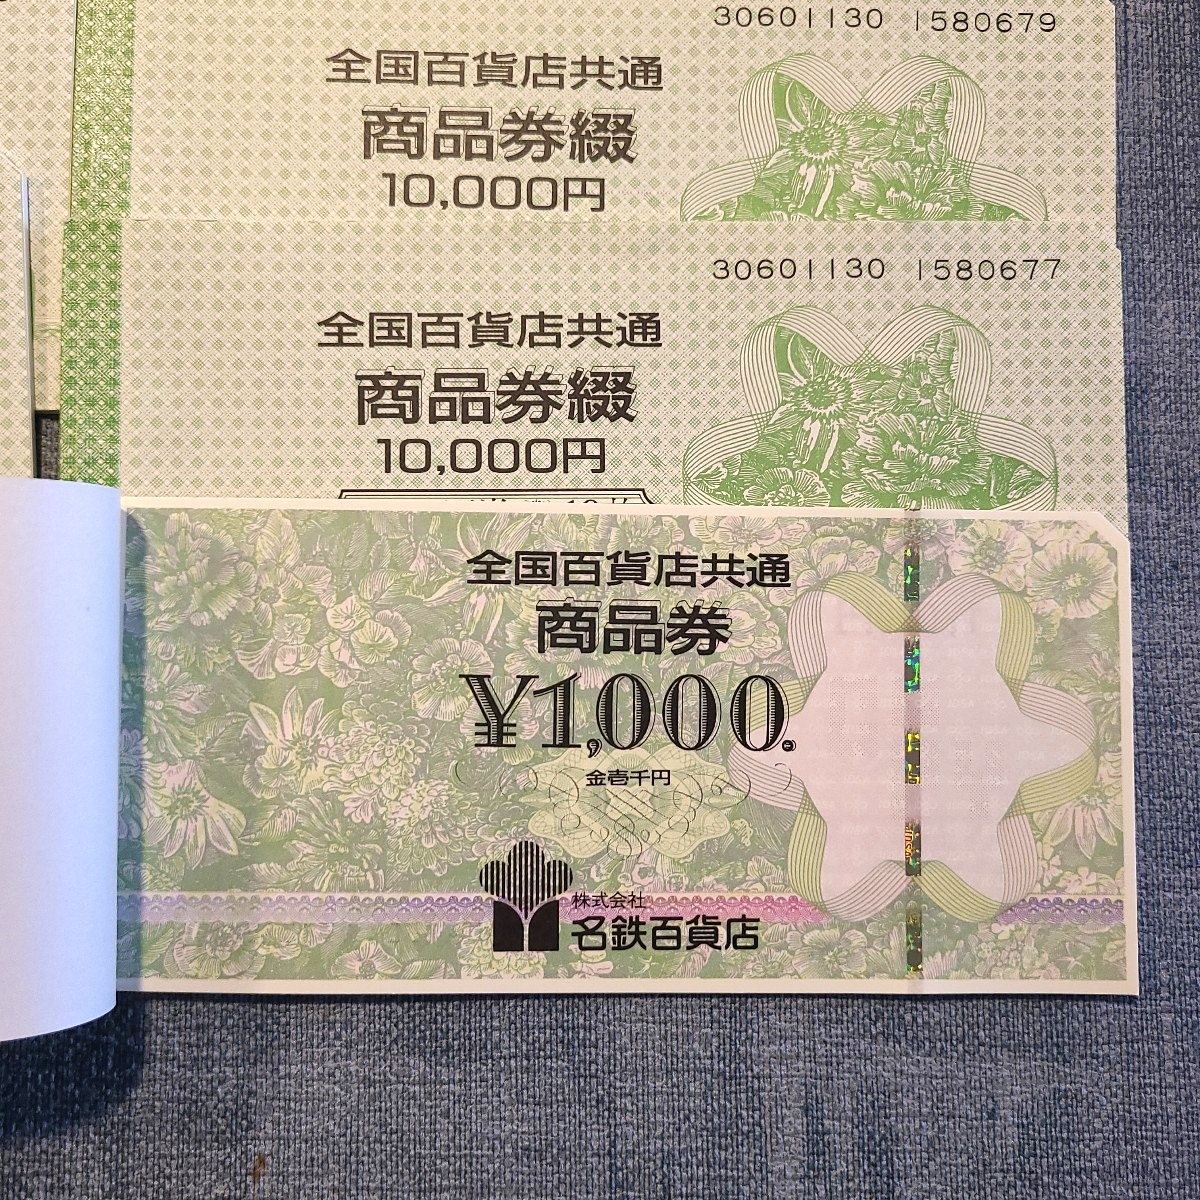 30601130 1580679
全国百貨店共通
商品券綴
10,000円
30601130 1580677
全国百貨店共通
商品券綴
10,000円
全国百貨店共通
商品券
¥1,000.
金壱千円
株式会社
名鉄百貨店